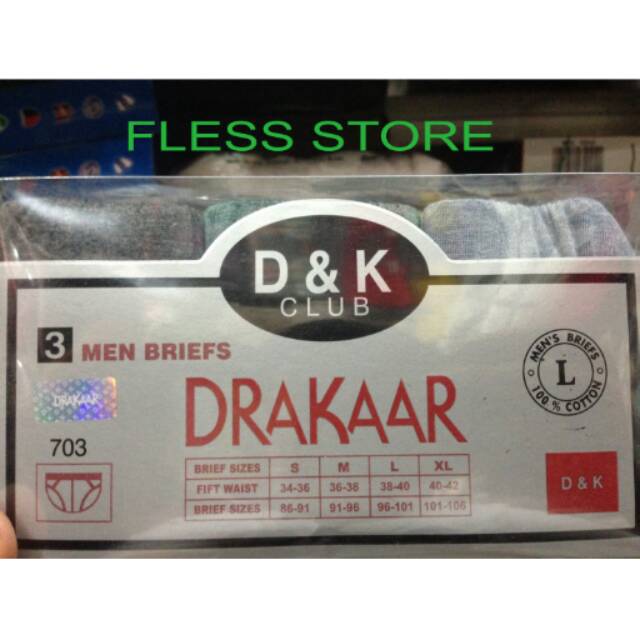 FLESS STORE
D & K
CLUB
3 MEN BRIEFS
DRAKAAR
DRAKAAR
703
MEN'S BRIEFS
L
100% COTTON
BRIEF SIZES S M L XL
FIFT WAIST 34-36 36-38 38-40 40-42
BRIEF SIZES 86-91 91-96 96-101 101-106
D & K